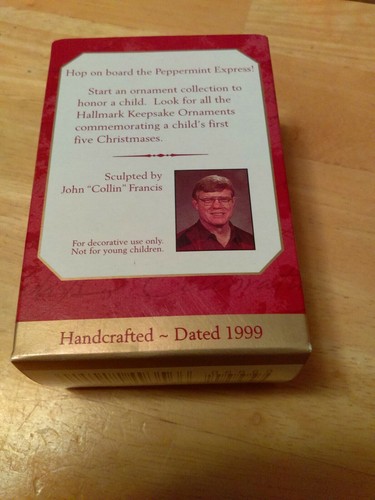 Hop on board the Peppermint Express!
Start an ornament collection to
honor a child. Look for all the
Hallmark Keepsake Ornaments
commemorating a child's first
five Christmases.
Sculpted by
John "Collin" Francis
For decorative use only.
Not for young children.
Handcrafted ~ Dated 1999